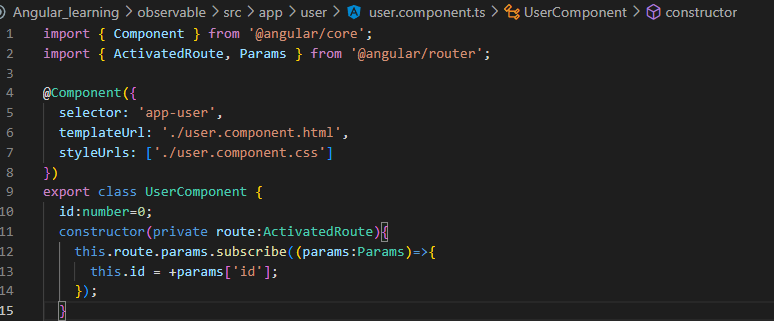 Angular_learning > observable > src > app > user > user.component.ts > UserComponent > constructor
1 import { Component } from '@angular/core';
2 import { ActivatedRoute, Params } from '@angular/router';
3
4 @Component({
5 selector: 'app-user',
6 templateUrl: './user.component.html',
7 styleUrls: ['./user.component.css']
8 })
9 export class UserComponent {
10 id:number=0;
11 constructor(private route:ActivatedRoute){
12 this.route.params.subscribe((params:Params)=>{
13 this.id = +params['id'];
14 });
15 }